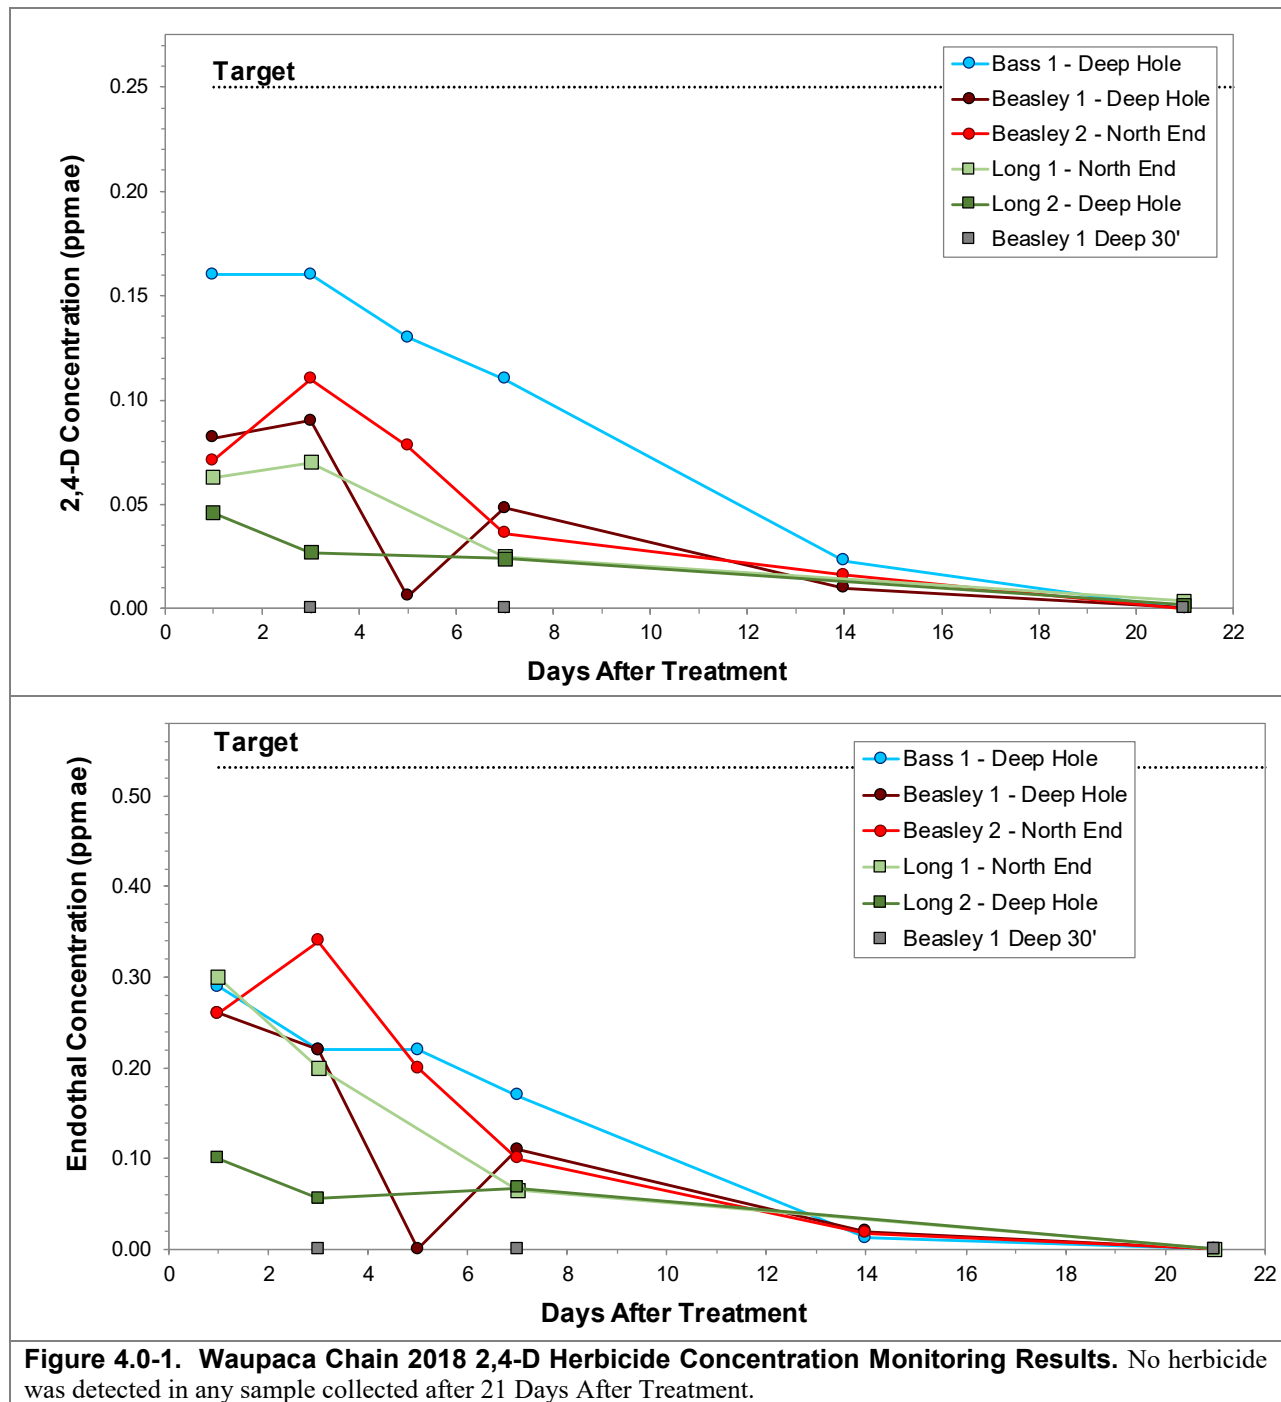 Target
Bass 1 - Deep Hole
Beasley 1 - Deep Hole
Beasley 2 - North End
Long 1 - North End
Long 2 - Deep Hole
Beasley 1 Deep 30'
2,4-D Concentration (ppm ae)
0.25
0.20
0.15
0.10
0.05
0.00
0 2 4 6 8 10 12 14 16 18 20 22
Days After Treatment
Target
Bass 1 - Deep Hole
Beasley 1 - Deep Hole
Beasley 2 - North End
Long 1 - North End
Long 2 - Deep Hole
Beasley 1 Deep 30'
Endothal Concentration (ppm ae)
0.50
0.40
0.30
0.20
0.10
0.00
0 2 4 6 8 10 12 14 16 18 20 22
Days After Treatment
Figure 4.0-1. Waupaca Chain 2018 2,4-D Herbicide Concentration Monitoring Results. No herbicide
was detected in any sample collected after 21 Days After Treatment.